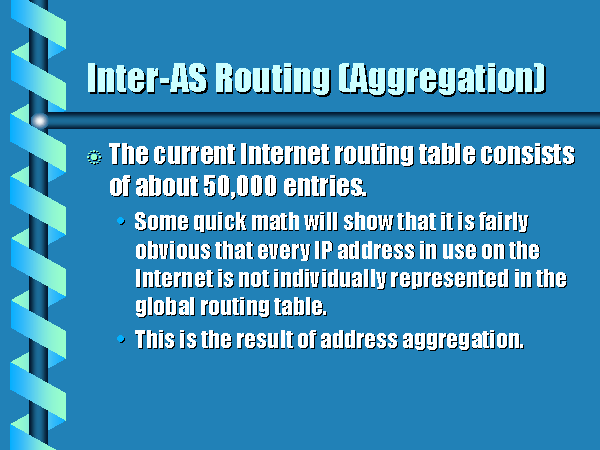 Inter-AS Routing (Aggregation)
The current Internet routing table consists
of about 50,000 entries.
Some quick math will show that it is fairly
obvious that every IP address in use on the
Internet is not individually represented in the
global routing table.
This is the result of address aggregation.